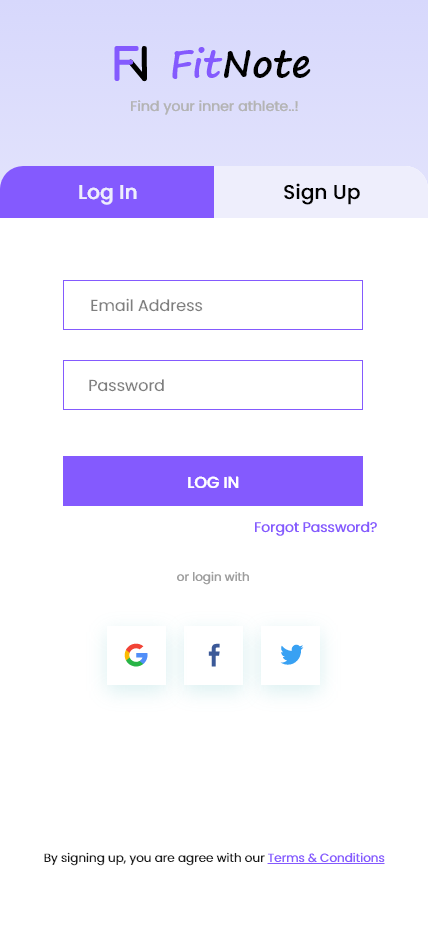 FN FitNote
Find your inner athlete..!
Log In
Sign Up
Email Address
Password
LOG IN
Forgot Password?
or login with
By signing up, you are agree with our Terms & Conditions